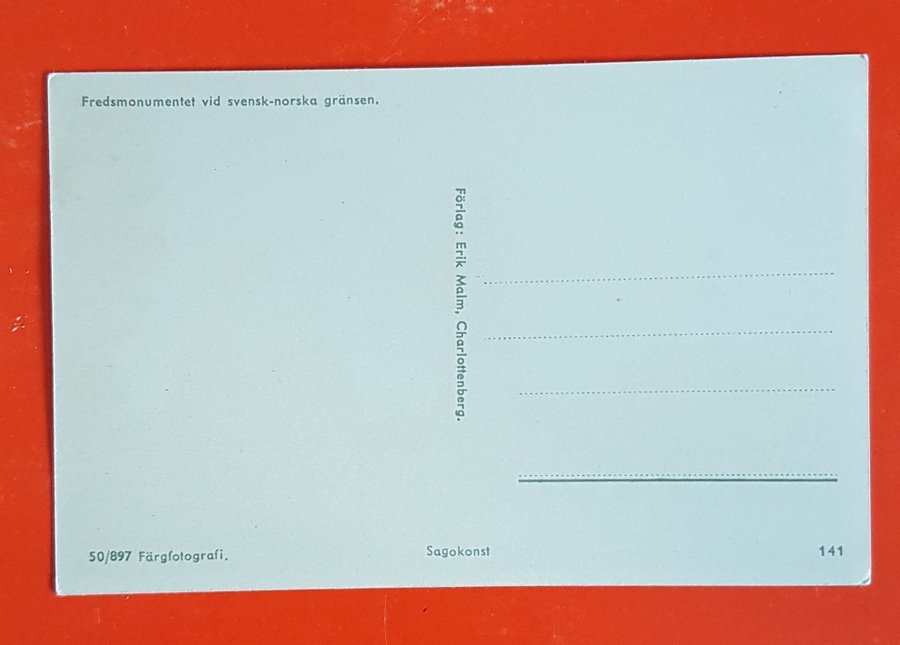 Fredsmonumentet vid svensk-norska gränsen.
Förlag: Erik Malm, Charlottenberg.
50/897 Färgfotografi.
Sagokonst
141